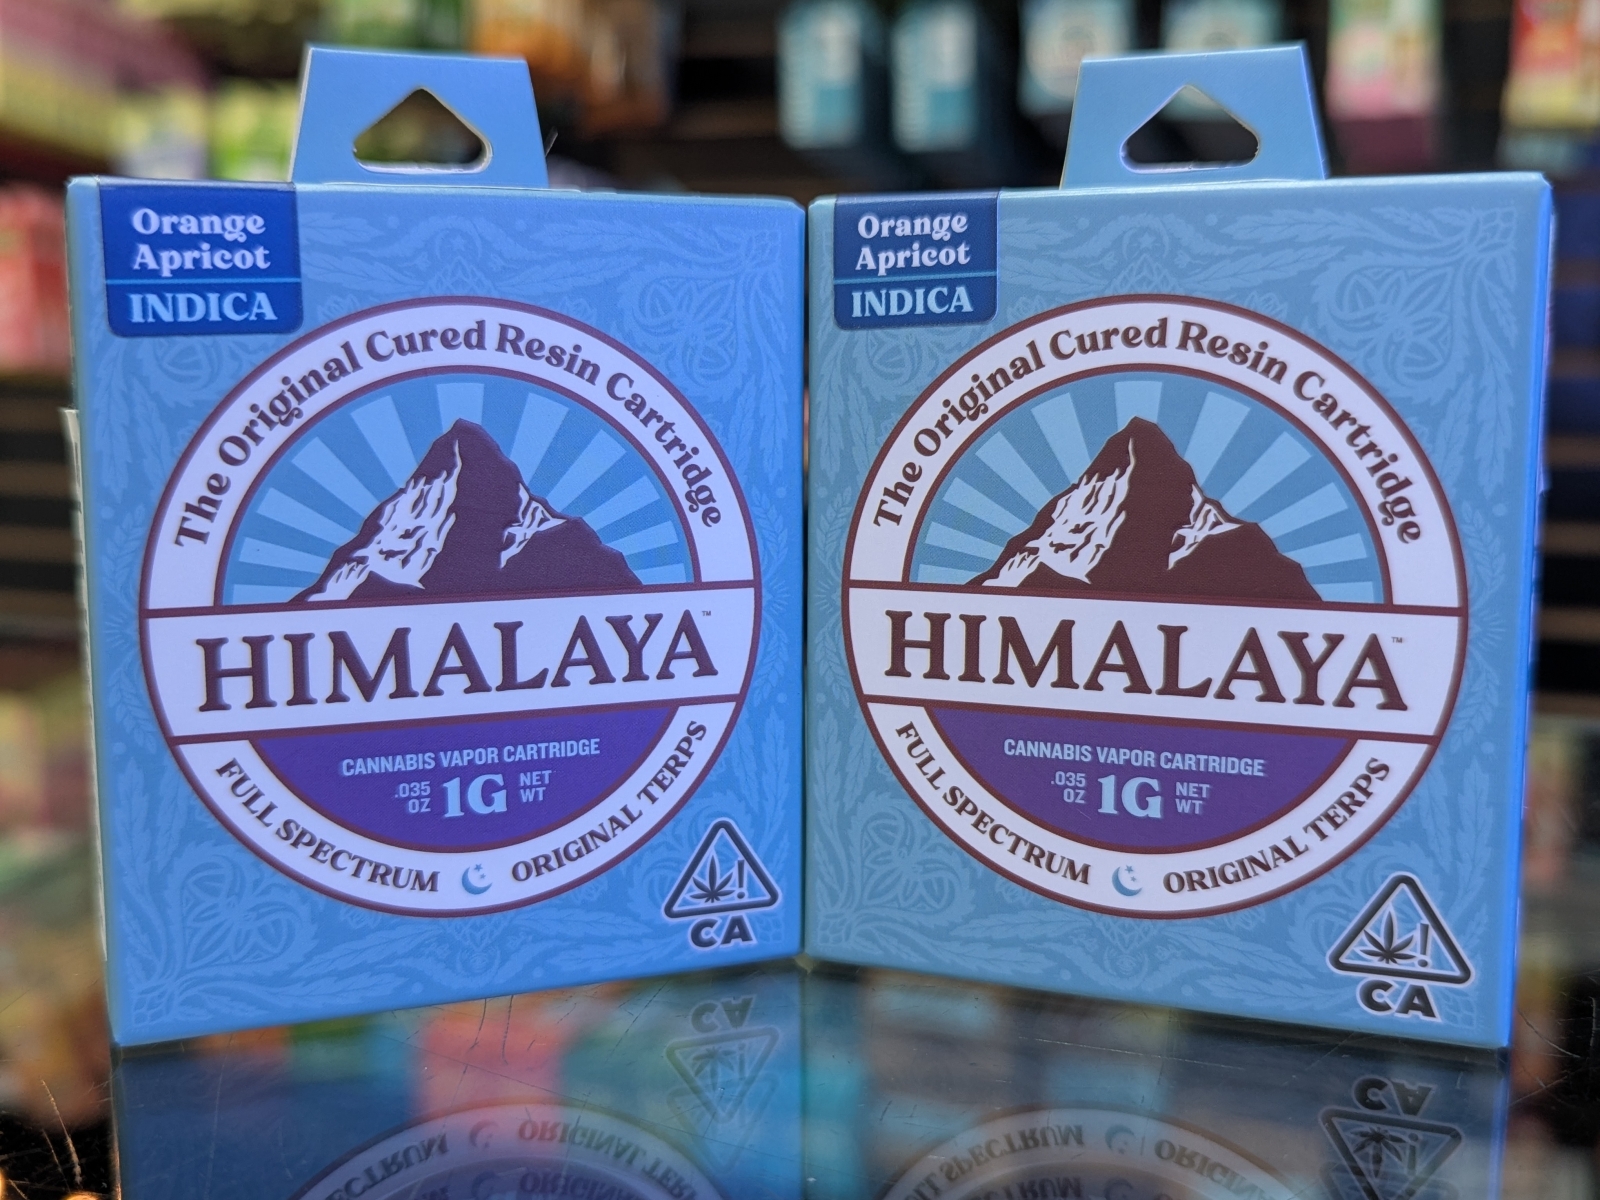 Orange
Apricot
INDICA
The Original Cured Resin Cartridge
HIMALAYA™
CANNABIS VAPOR CARTRIDGE
.035 OZ 1G NET WT
FULL SPECTRUM ORIGINAL TERPS
CA
Orange
Apricot
INDICA
The Original Cured Resin Cartridge
HIMALAYA™
CANNABIS VAPOR CARTRIDGE
.035 OZ 1G NET WT
FULL SPECTRUM ORIGINAL TERPS
CA